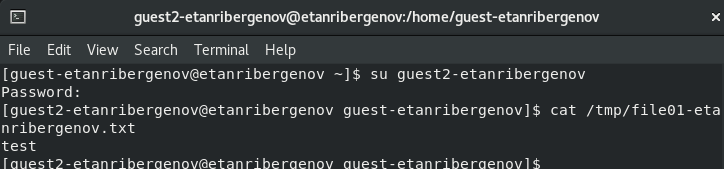 guest2-etanribergenov@etanribergenov:/home/guest-etanribergenov
File Edit View Search Terminal Help
[guest-etanribergenov@etanribergenov ~]$ su guest2-etanribergenov
Password:
[guest2-etanribergenov@etanribergenov guest-etanribergenov]$ cat /tmp/file01-eta
nribergenov.txt
test
[guest2-etanribergenov@etanribergenov guest-etanribergenov]$